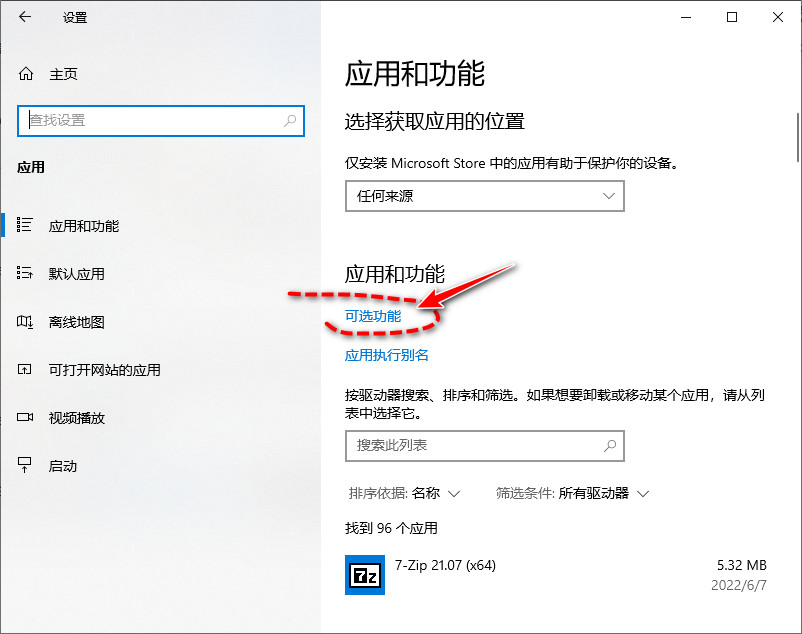 设置
主页
查找设置
应用
应用和功能
默认应用
离线地图
可打开网站的应用
视频播放
启动
应用和功能
选择获取应用的位置
仅安装 Microsoft Store 中的应用有助于保护你的设备。
任何来源
应用和功能
可选功能
应用执行别名
按驱动器搜索、排序和筛选。如果想要卸载或移动某个应用，请从列
表中选择它。
搜索此列表
排序依据: 名称 筛选条件: 所有驱动器
找到 96 个应用
7z
7-Zip 21.07 (x64) 5.32 MB
2022/6/7